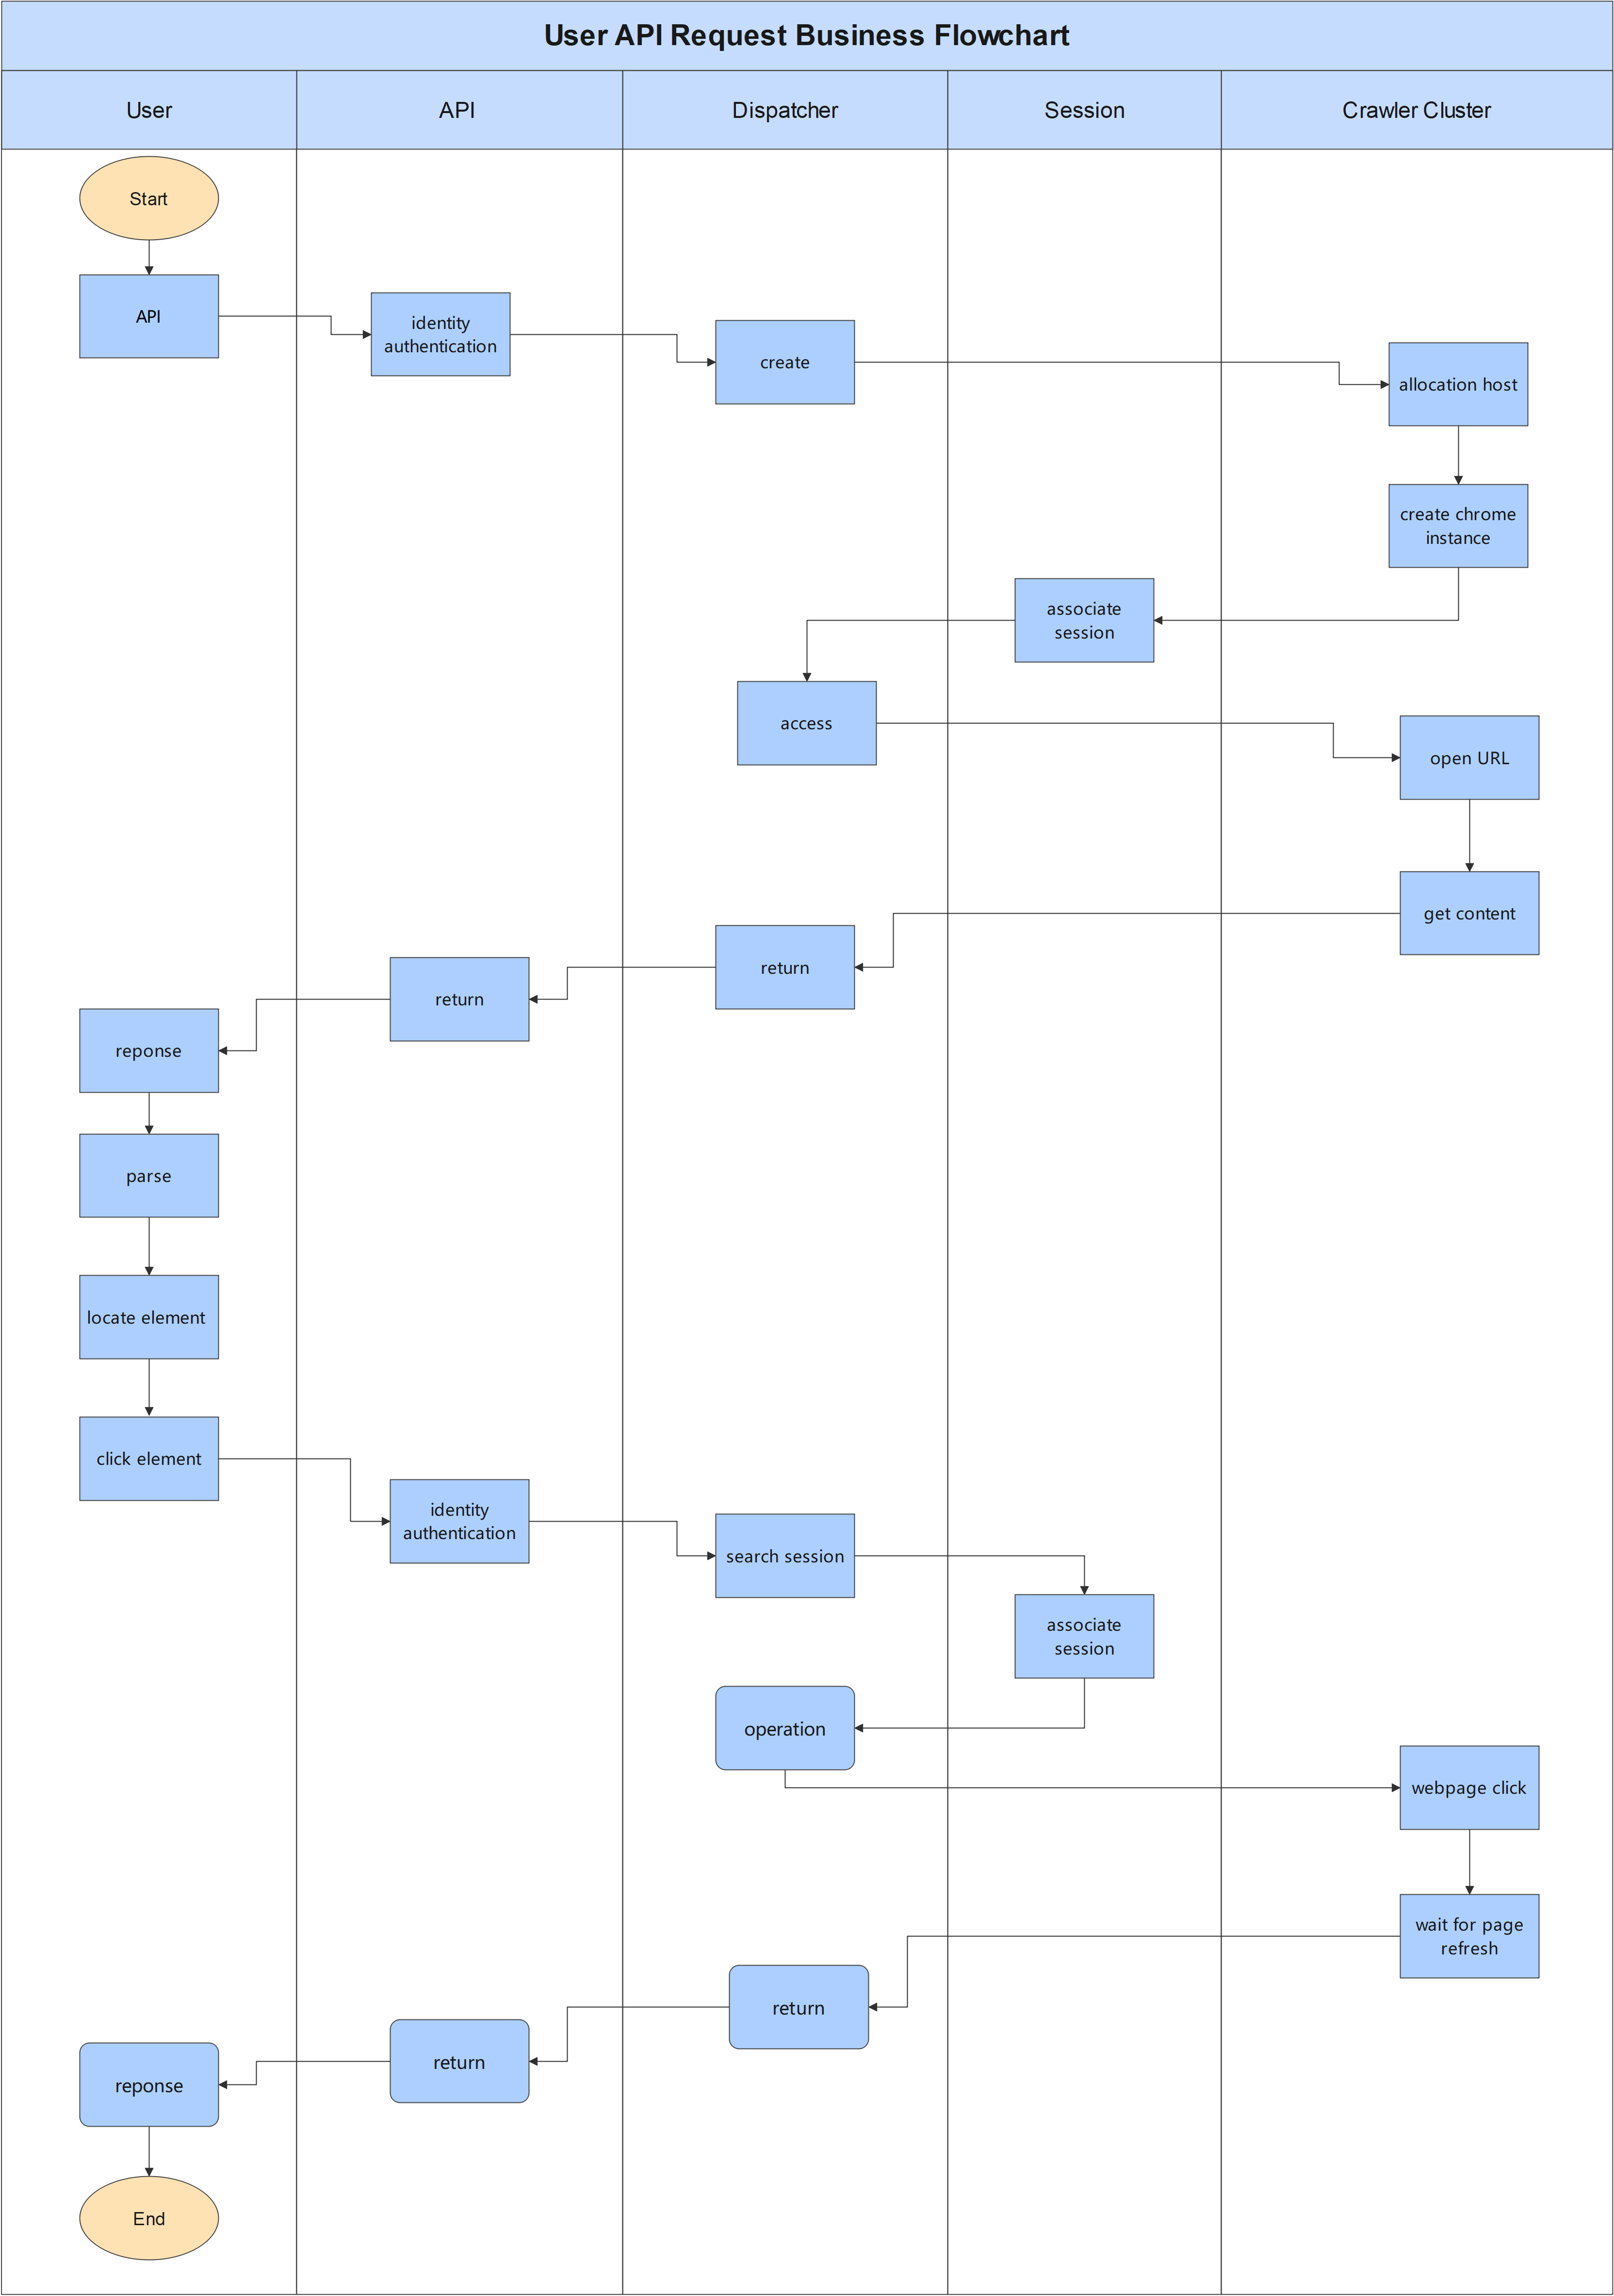 User API Request Business Flowchart
User
API
Dispatcher
Session
Crawler Cluster
Start
API
identity
authentication
create
allocation host
create chrome
instance
associate
session
access
open URL
get content
return
return
reponse
parse
locate element
click element
identity
authentication
search session
associate
session
operation
webpage click
wait for page
refresh
return
return
reponse
End